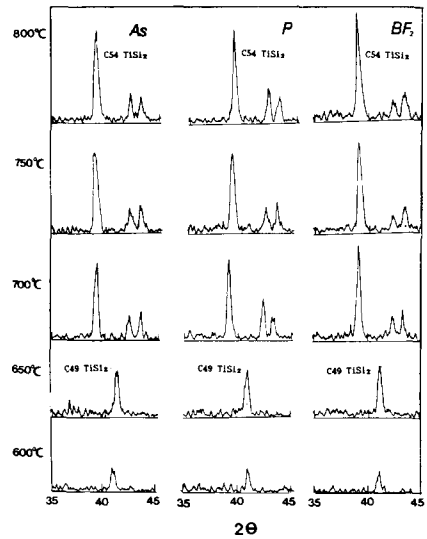 As P BF₂
800℃
C54 TiSi₂ C54 TiSi₂ C54 TiSi₂
750℃
700℃
650℃
C49 TiSi₂ C49 TiSi₂ C49 TiSi₂
600℃
35 40 45 35 40 45 35 40 45
2Θ